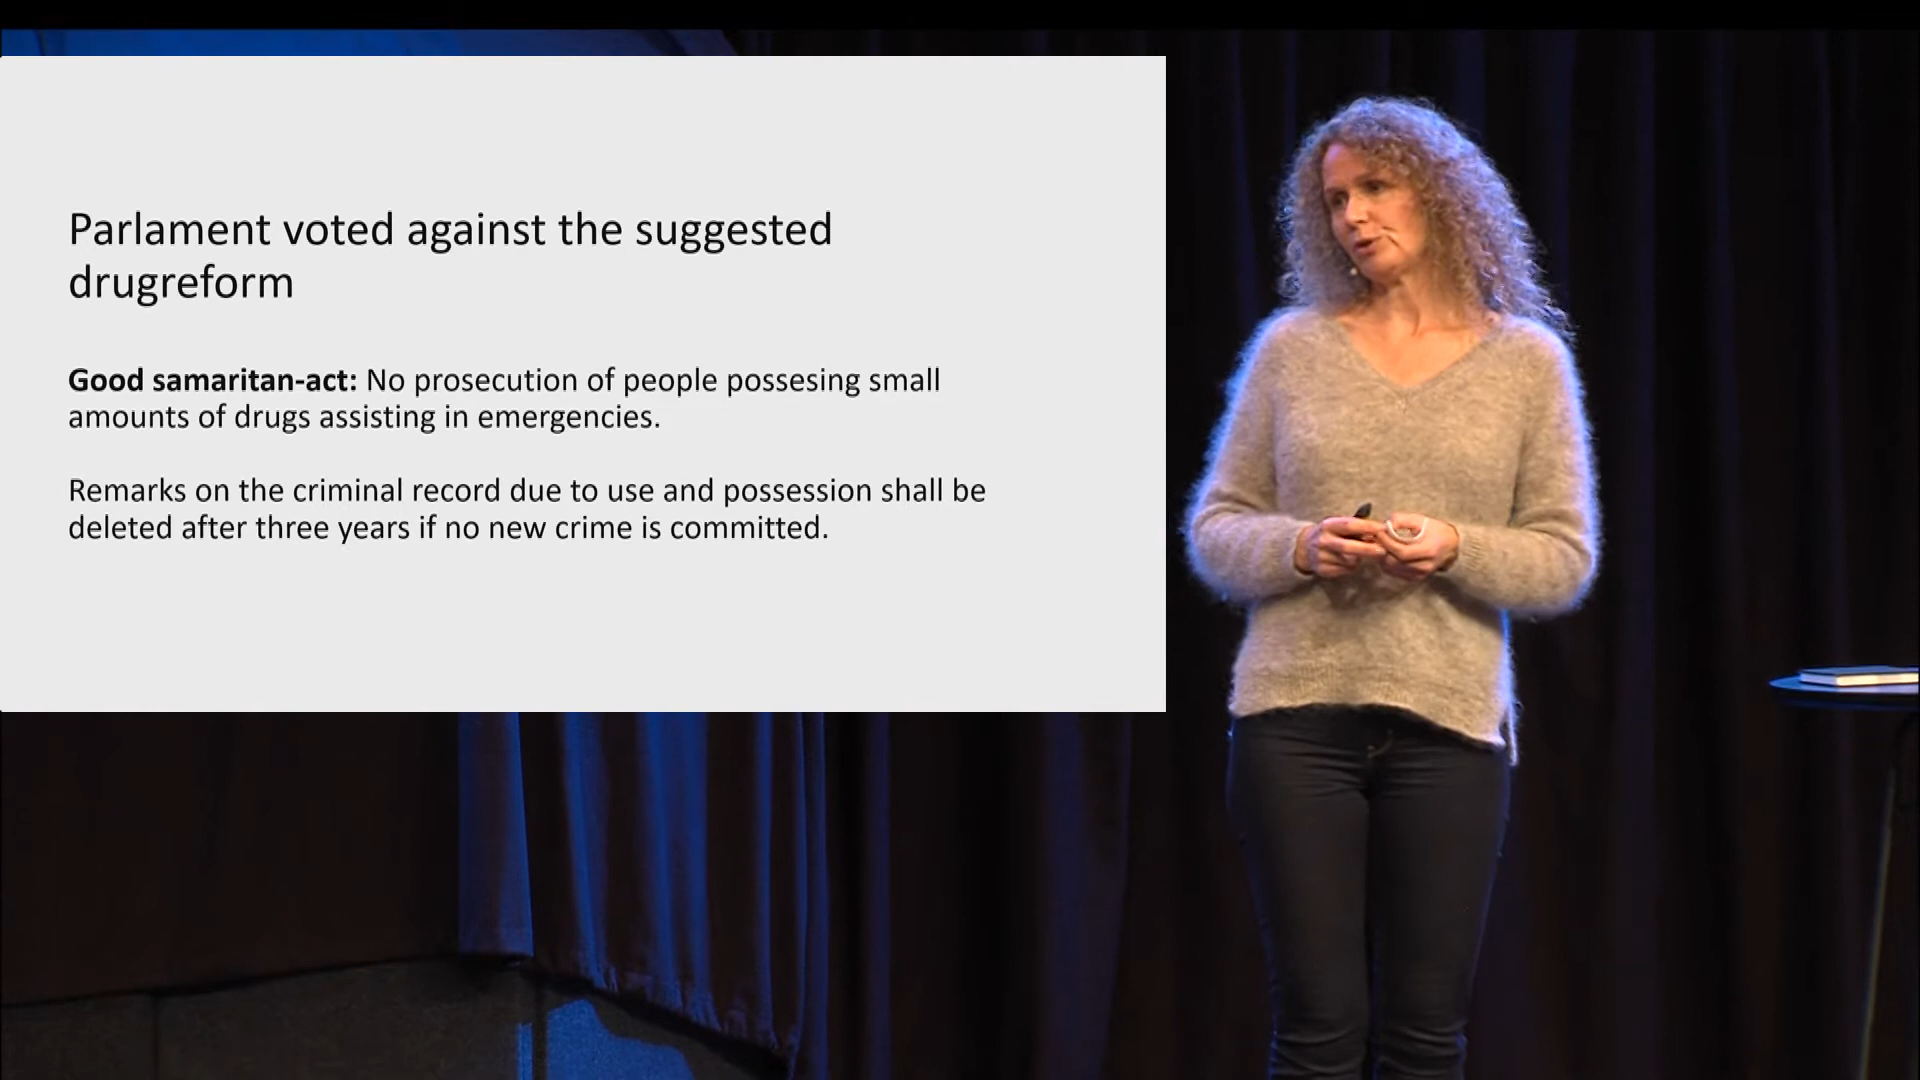 Parlament voted against the suggested
drugreform
Good samaritan-act: No prosecution of people possesing small
amounts of drugs assisting in emergencies.
Remarks on the criminal record due to use and possession shall be
deleted after three years if no new crime is committed.